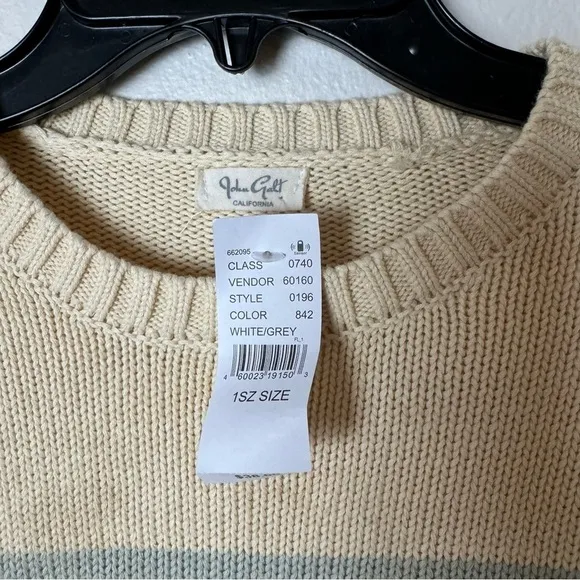 John Galt
CALIFORNIA
662095
CLASS 0740
VENDOR 60160
STYLE 0196
COLOR 842
WHITE/GREY
FL_1
4 60023 19150 3
1SZ SIZE